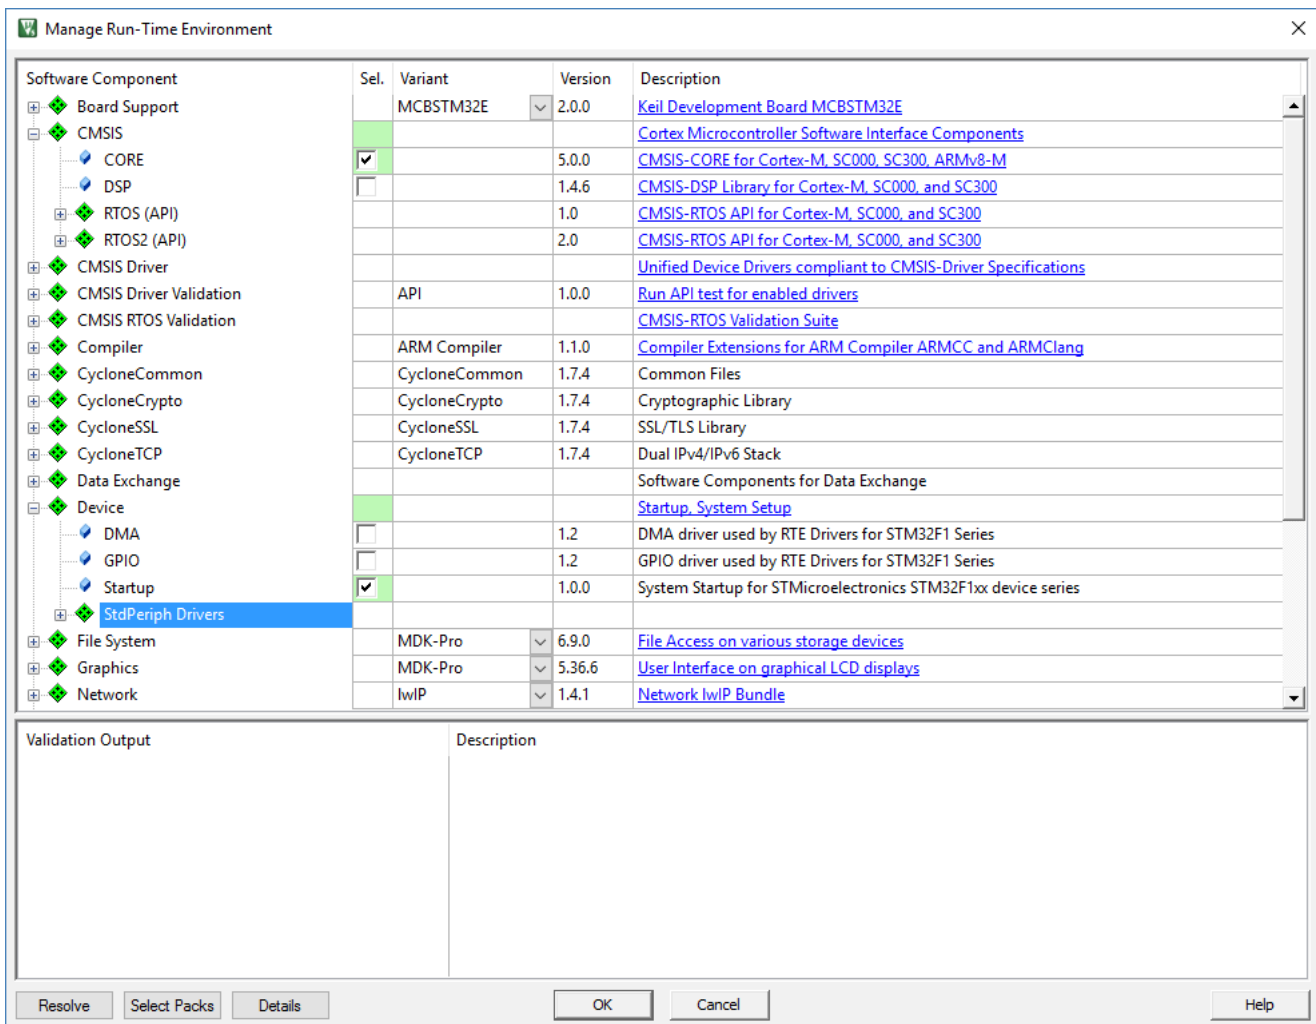 Manage Run-Time Environment
Software Component Sel. Variant Version Description
Board Support MCBSTM32E 2.0.0 Keil Development Board MCBSTM32E
CMSIS Cortex Microcontroller Software Interface Components
CORE 5.0.0 CMSIS-CORE for Cortex-M, SC000, SC300, ARMv8-M
DSP 1.4.6 CMSIS-DSP Library for Cortex-M, SC000, and SC300
RTOS (API) 1.0 CMSIS-RTOS API for Cortex-M, SC000, and SC300
RTOS2 (API) 2.0 CMSIS-RTOS API for Cortex-M, SC000, and SC300
CMSIS Driver Unified Device Drivers compliant to CMSIS-Driver Specifications
CMSIS Driver Validation API 1.0.0 Run API test for enabled drivers
CMSIS RTOS Validation CMSIS-RTOS Validation Suite
Compiler ARM Compiler 1.1.0 Compiler Extensions for ARM Compiler ARMCC and ARMClang
CycloneCommon CycloneCommon 1.7.4 Common Files
CycloneCrypto CycloneCrypto 1.7.4 Cryptographic Library
CycloneSSL CycloneSSL 1.7.4 SSL/TLS Library
CycloneTCP CycloneTCP 1.7.4 Dual IPv4/IPv6 Stack
Data Exchange Software Components for Data Exchange
Device Startup, System Setup
DMA 1.2 DMA driver used by RTE Drivers for STM32F1 Series
GPIO 1.2 GPIO driver used by RTE Drivers for STM32F1 Series
Startup 1.0.0 System Startup for STMicroelectronics STM32F1xx device series
StdPeriph Drivers
File System MDK-Pro 6.9.0 File Access on various storage devices
Graphics MDK-Pro 5.36.6 User Interface on graphical LCD displays
Network lwIP 1.4.1 Network lwIP Bundle
Validation Output Description
Resolve Select Packs Details OK Cancel Help